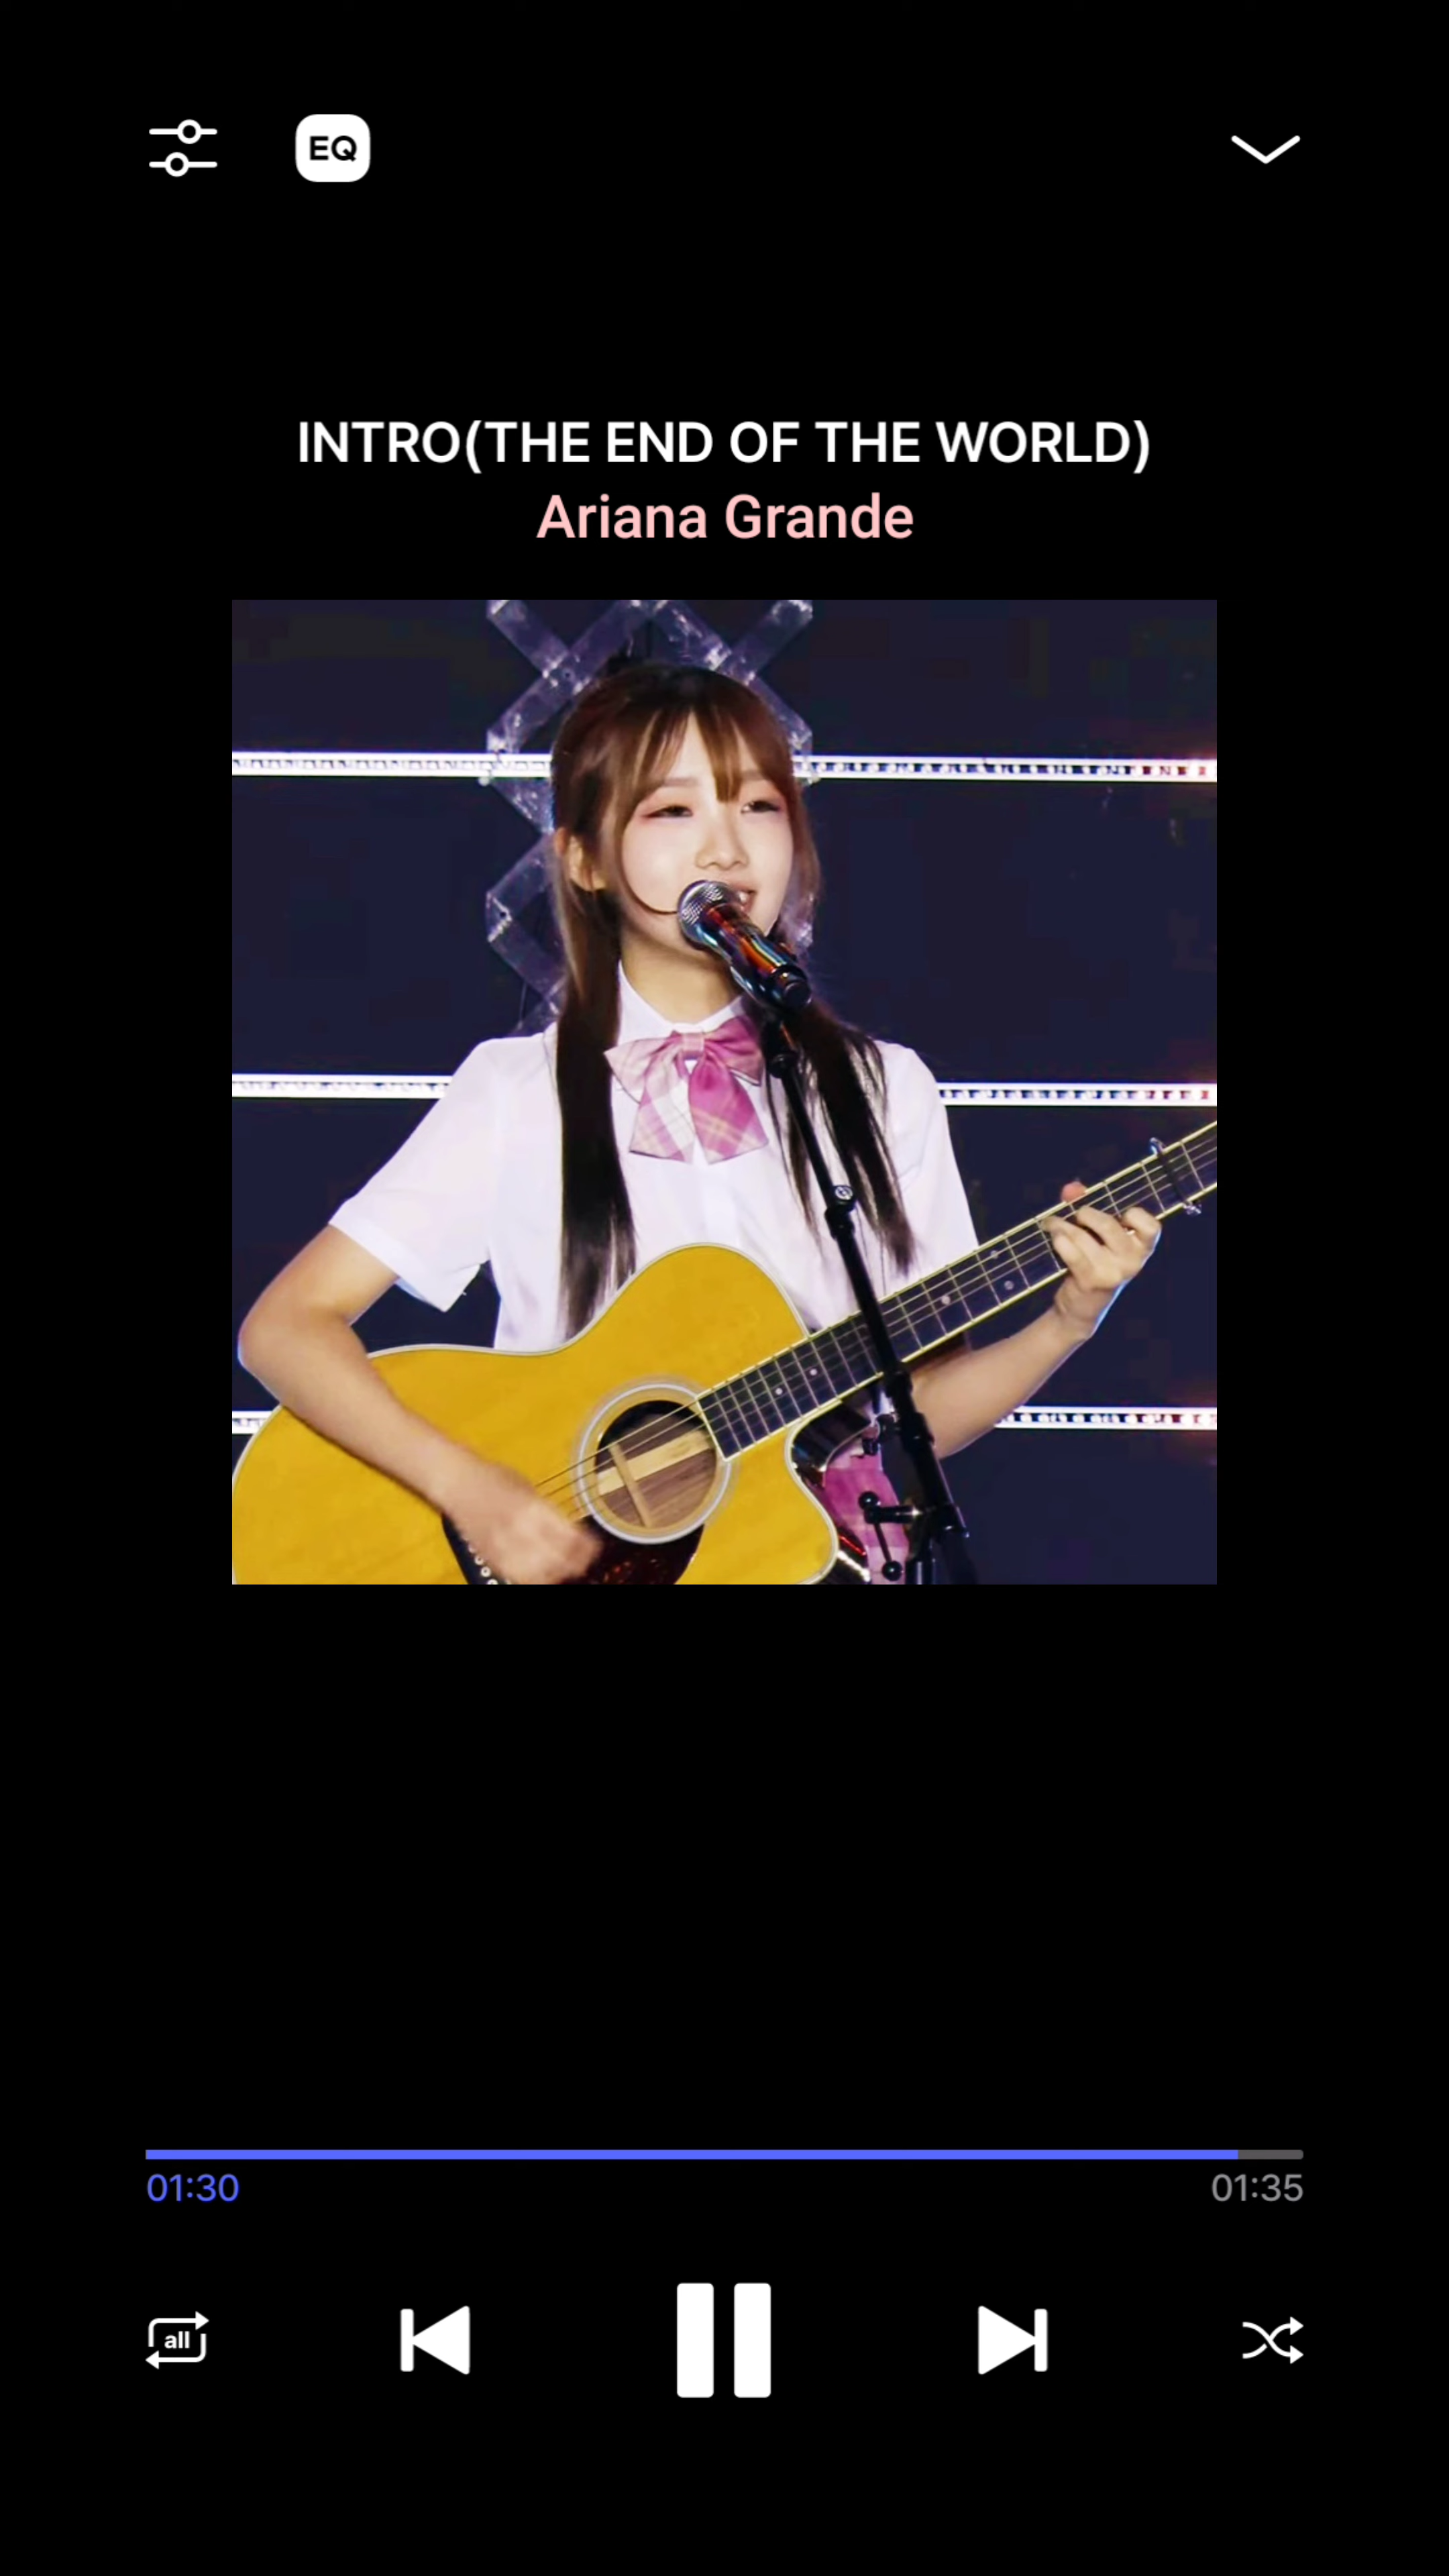 EQ
INTRO(THE END OF THE WORLD)
Ariana Grande
01:30
01:35
all